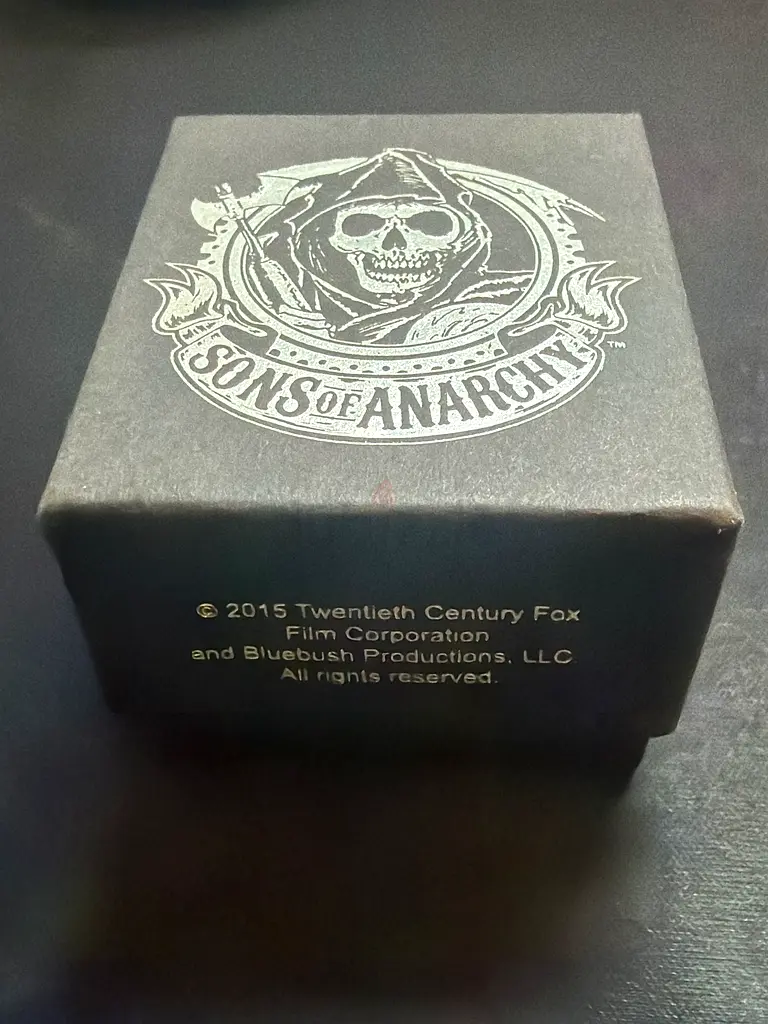 SONS OF ANARCHY ™
© 2015 Twentieth Century Fox
Film Corporation
and Bluebush Productions, LLC
All rights reserved.